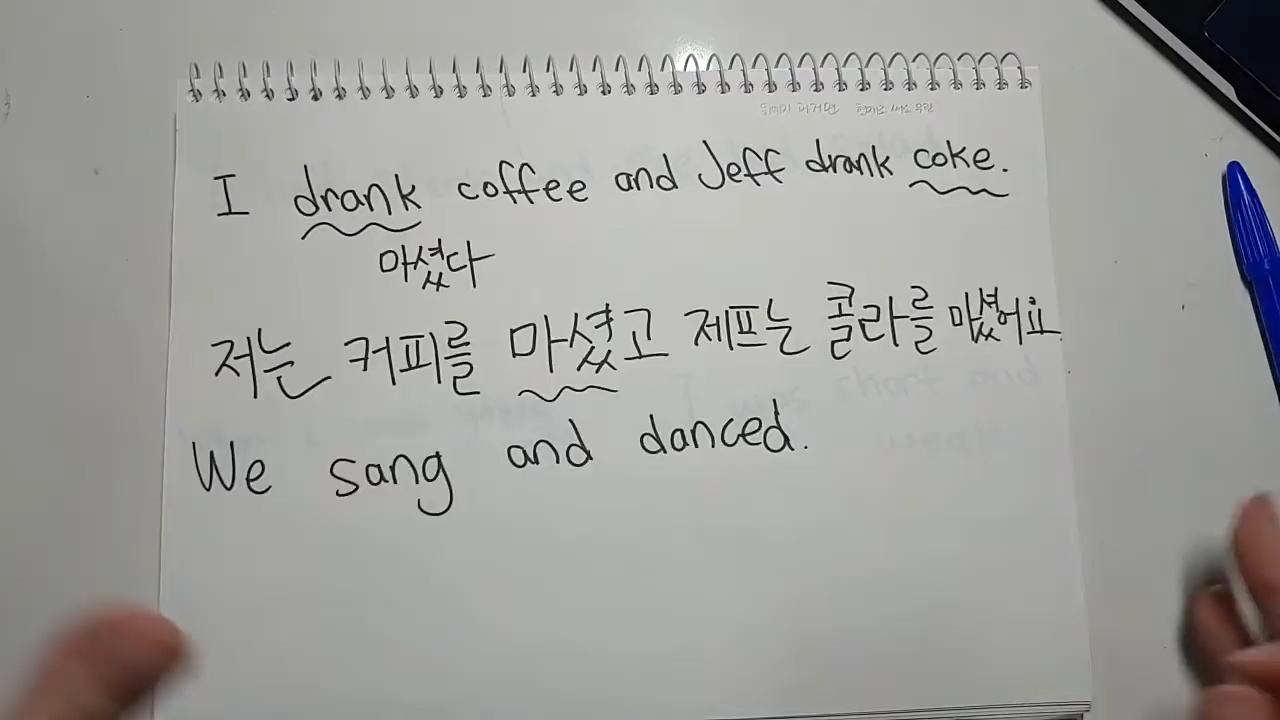 I drank coffee and Jeff drank coke.
마셨다
저는 커피를 마셨고 제프는 콜라를 마셨어요.
We sang and danced.